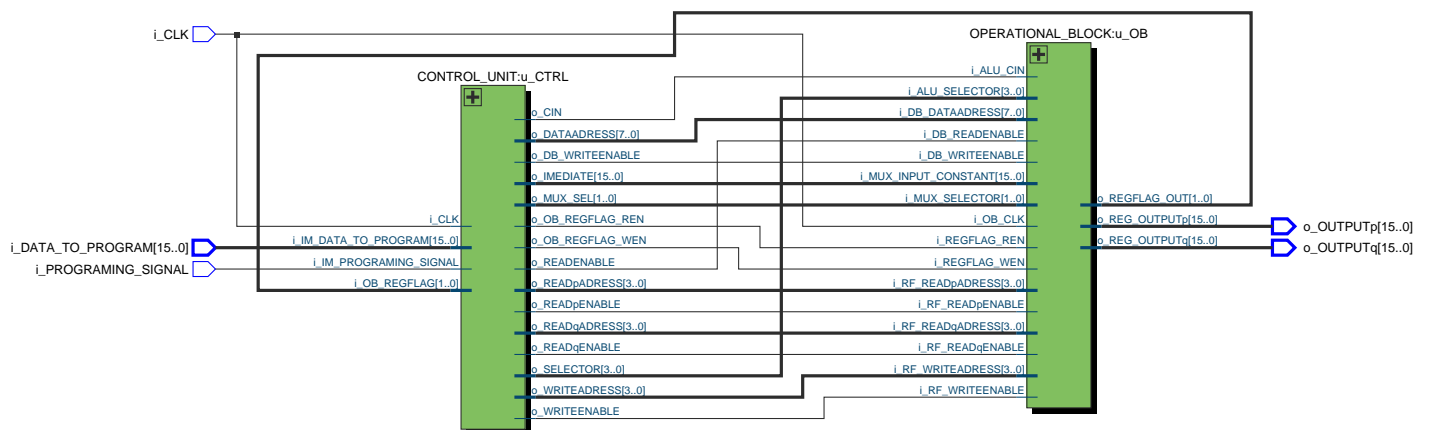 i_CLK
i_DATA_TO_PROGRAM[15..0]
i_PROGRAMING_SIGNAL
CONTROL_UNIT:u_CTRL
i_CLK
i_IM_DATA_TO_PROGRAM[15..0]
i_IM_PROGRAMING_SIGNAL
i_OB_REGFLAG[1..0]
o_CIN
o_DATAADRESS[7..0]
o_DB_WRITEENABLE
o_IMEDIATE[15..0]
o_MUX_SEL[1..0]
o_OB_REGFLAG_REN
o_OB_REGFLAG_WEN
o_READENABLE
o_READpADRESS[3..0]
o_READpENABLE
o_READqADRESS[3..0]
o_READqENABLE
o_SELECTOR[3..0]
o_WRITEADRESS[3..0]
o_WRITEENABLE
OPERATIONAL_BLOCK:u_OB
i_ALU_CIN
i_ALU_SELECTOR[3..0]
i_DB_DATAADRESS[7..0]
i_DB_READENABLE
i_DB_WRITEENABLE
i_MUX_INPUT_CONSTANT[15..0]
i_MUX_SELECTOR[1..0]
i_OB_CLK
i_REGFLAG_REN
i_REGFLAG_WEN
i_RF_READpADRESS[3..0]
i_RF_READpENABLE
i_RF_READqADRESS[3..0]
i_RF_READqENABLE
i_RF_WRITEADRESS[3..0]
i_RF_WRITEENABLE
o_REGFLAG_OUT[1..0]
o_REG_OUTPUTp[15..0]
o_REG_OUTPUTq[15..0]
o_OUTPUTp[15..0]
o_OUTPUTq[15..0]